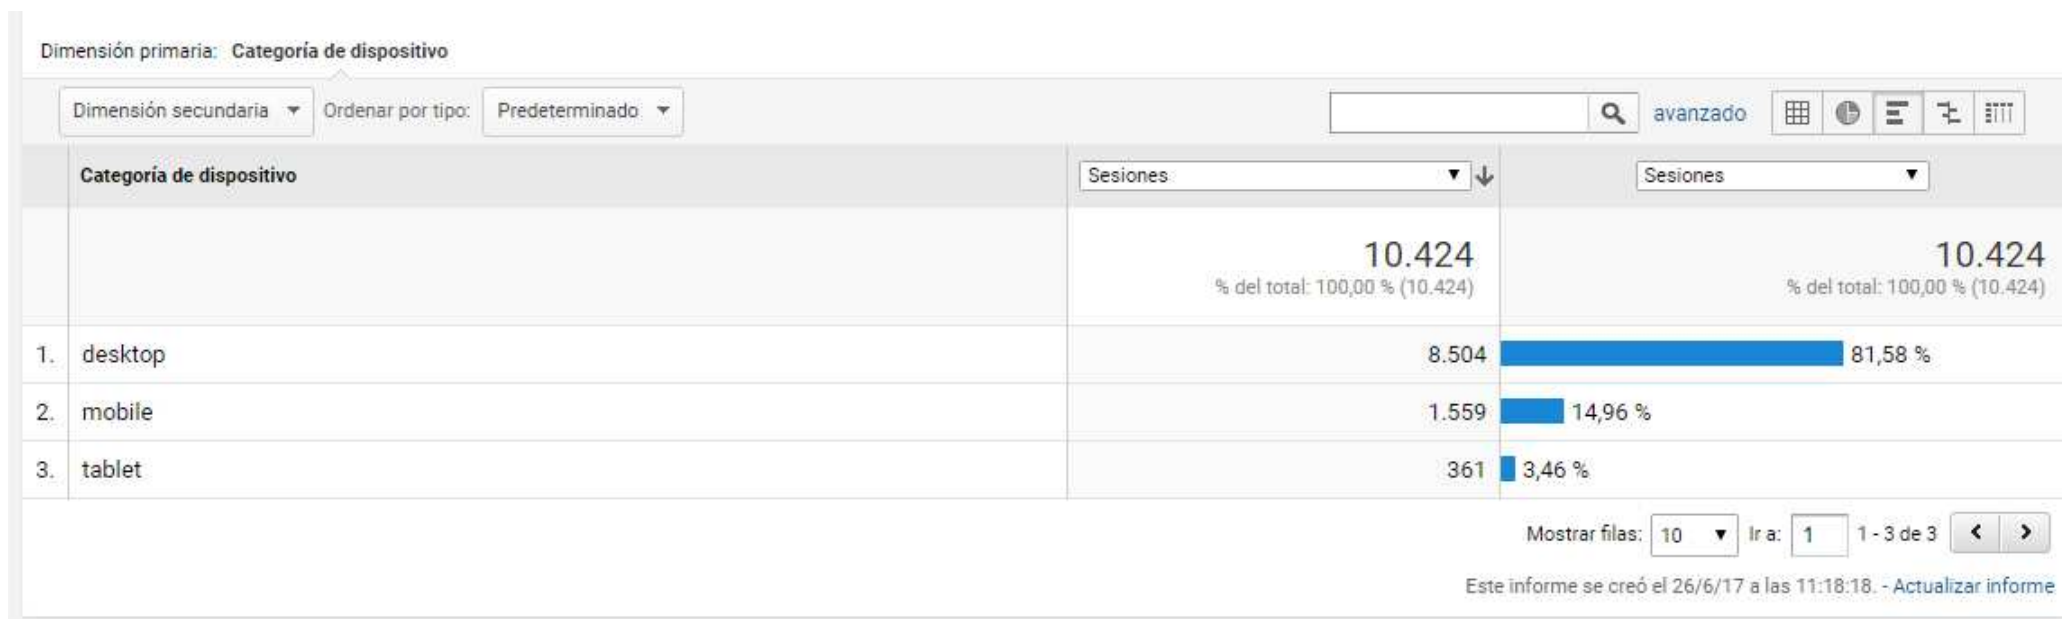 Dimensión primaria: Categoría de dispositivo
Dimensión secundaria Ordenar por tipo: Predeterminado avanzado
Categoría de dispositivo Sesiones Sesiones
10.424 10.424
% del total: 100,00 % (10.424) % del total: 100,00 % (10.424)
1. desktop 8.504 81,58 %
2. mobile 1.559 14,96 %
3. tablet 361 3,46 %
Mostrar filas: 10 Ir a: 1 1 - 3 de 3
Este informe se creó el 26/6/17 a las 11:18:18. - Actualizar informe